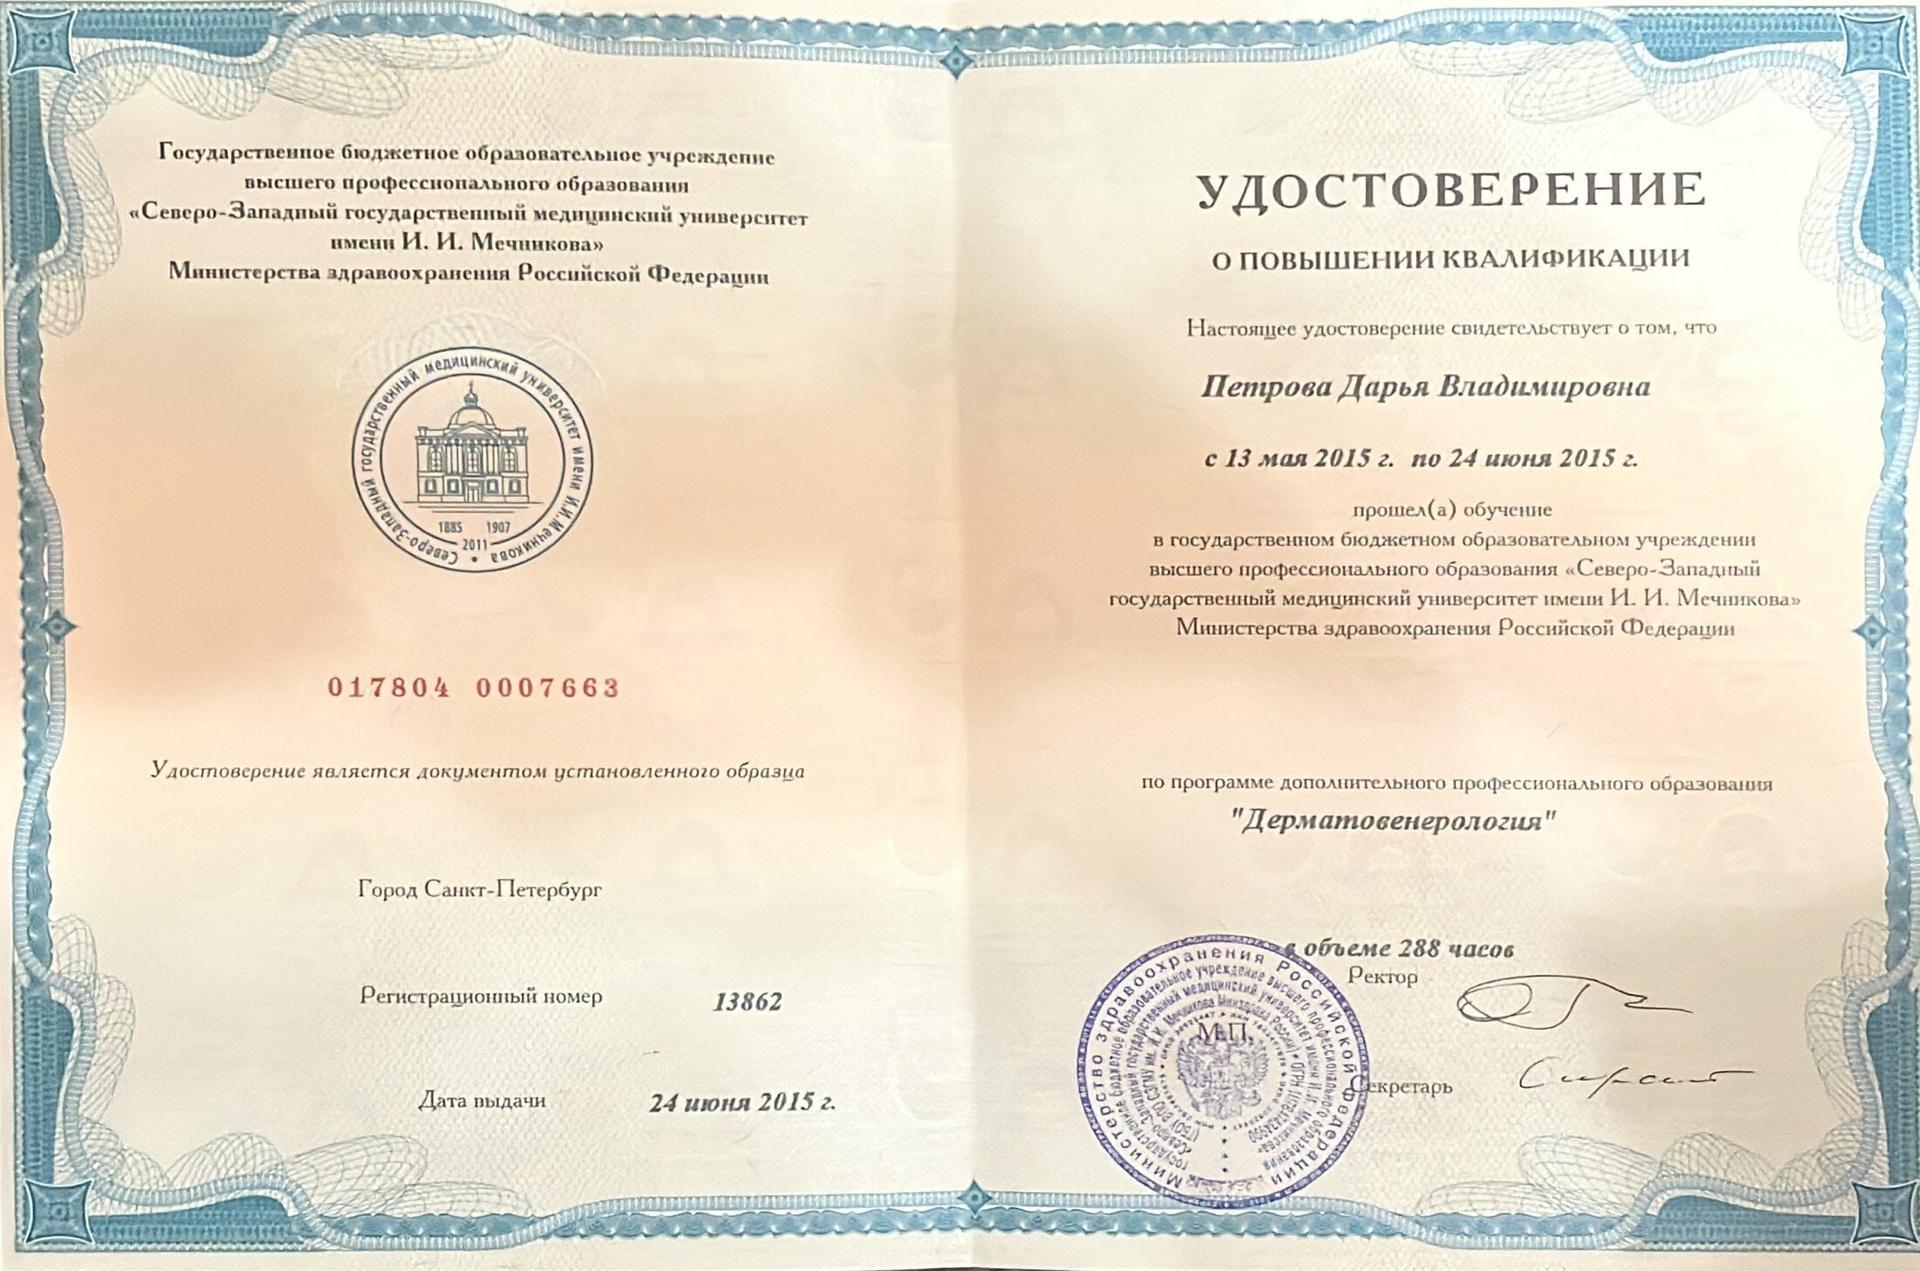 Государственное бюджетное образовательное учреждение
высшего профессионального образования
«Северо-Западный государственный медицинский университет
имени И. И. Мечникова»
Министерства здравоохранения Российской Федерации
Северо-Западный государственный медицинский университет имени И.И.Мечникова
1885 1907
2011
017804 0007663
Удостоверение является документом установленного образца
Город Санкт-Петербург
Регистрационный номер 13862
Дата выдачи 24 июня 2015 г.
УДОСТОВЕРЕНИЕ
О ПОВЫШЕНИИ КВАЛИФИКАЦИИ
Настоящее удостоверение свидетельствует о том, что
Петрова Дарья Владимировна
с 13 мая 2015 г. по 24 июня 2015 г.
прошел(а) обучение
в государственном бюджетном образовательном учреждении
высшего профессионального образования «Северо-Западный
государственный медицинский университет имени И. И. Мечникова»
Министерства здравоохранения Российской Федерации
по программе дополнительного профессионального образования
"Дерматовенерология"
в объеме 288 часов
Ректор
М.П.
Секретарь
Министерство здравоохранения Российской Федерации